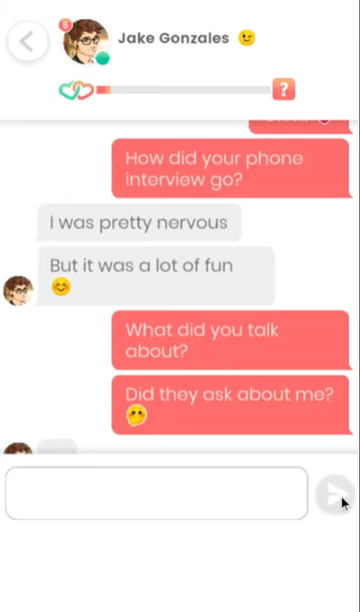 5
Jake Gonzales 😉
?
How did your phone
interview go?
I was pretty nervous
But it was a lot of fun
😊
What did you talk
about?
Did they ask about me?
🤔